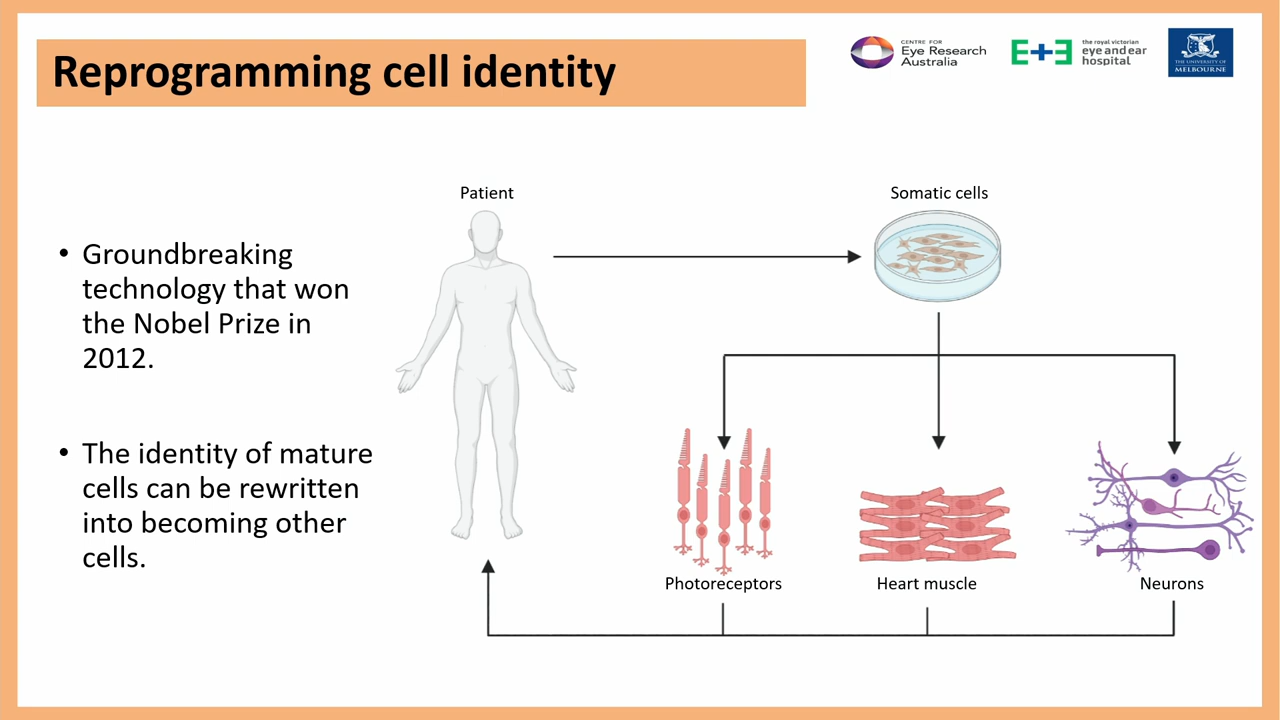 Reprogramming cell identity
CENTRE FOR
Eye Research
Australia
E+E
the royal victorian
eye and ear
hospital
THE UNIVERSITY OF
MELBOURNE
Patient
Somatic cells
• Groundbreaking
technology that won
the Nobel Prize in
2012.
• The identity of mature
cells can be rewritten
into becoming other
cells.
Photoreceptors
Heart muscle
Neurons